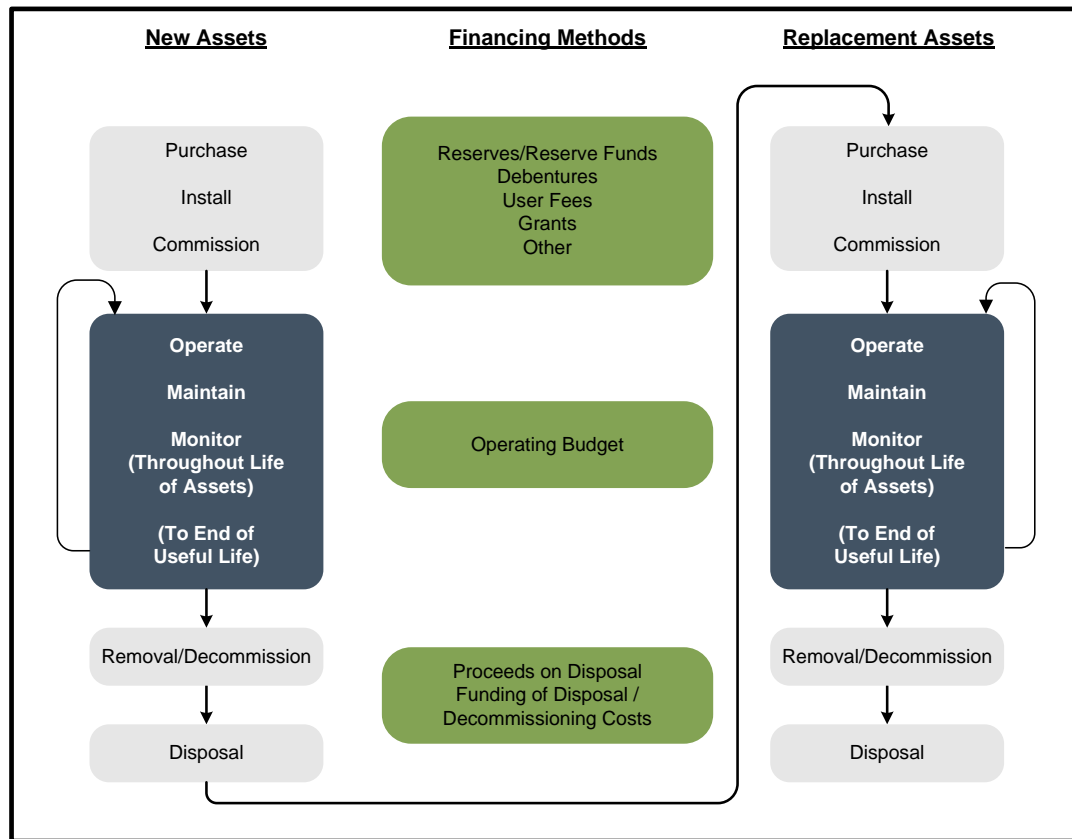 New Assets
Purchase
Install
Commission
Operate
Maintain
Monitor
(Throughout Life
of Assets)
(To End of
Useful Life)
Removal/Decommission
Disposal
Financing Methods
Reserves/Reserve Funds
Debentures
User Fees
Grants
Other
Operating Budget
Proceeds on Disposal
Funding of Disposal /
Decommissioning Costs
Replacement Assets
Purchase
Install
Commission
Operate
Maintain
Monitor
(Throughout Life
of Assets)
(To End of
Useful Life)
Removal/Decommission
Disposal